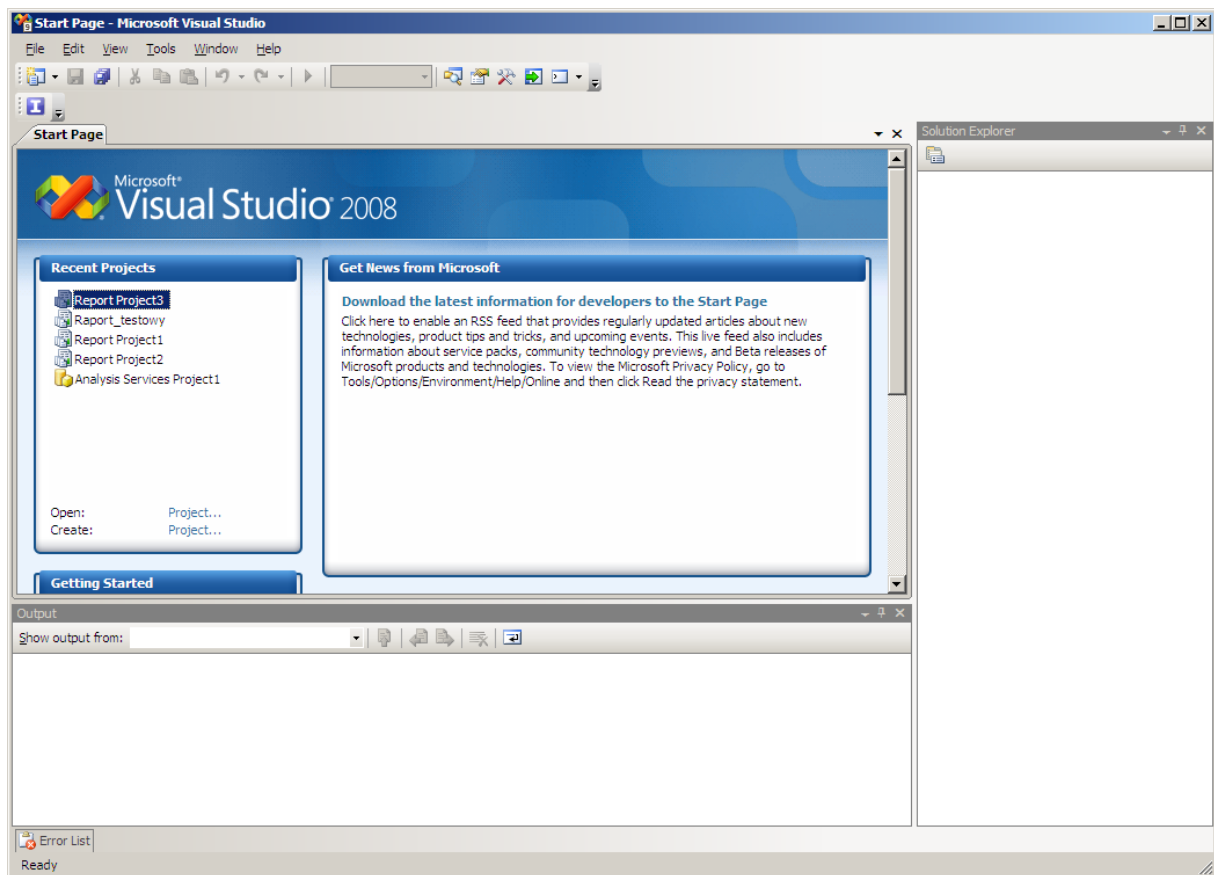 Start Page - Microsoft Visual Studio
File Edit View Tools Window Help
Start Page
Solution Explorer
Microsoft®
Visual Studio® 2008
Recent Projects
Report Project3
Raport_testowy
Report Project1
Report Project2
Analysis Services Project1
Open: Project...
Create: Project...
Getting Started
Get News from Microsoft
Download the latest information for developers to the Start Page
Click here to enable an RSS feed that provides regularly updated articles about new
technologies, product tips and tricks, and upcoming events. This live feed also includes
information about service packs, community technology previews, and Beta releases of
Microsoft products and technologies. To view the Microsoft Privacy Policy, go to
Tools/Options/Environment/Help/Online and then click Read the privacy statement.
Output
Show output from:
Error List
Ready